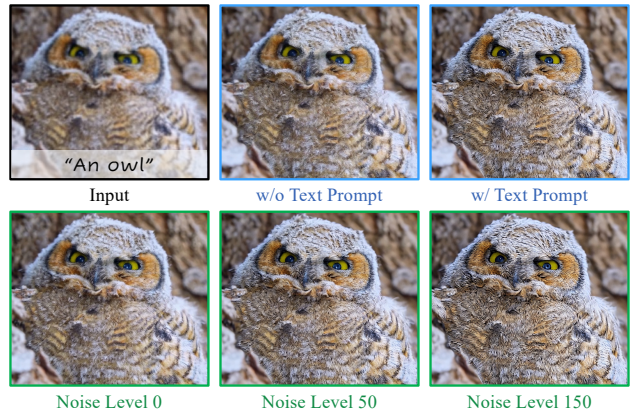 “An owl”
Input
w/o Text Prompt
w/ Text Prompt
Noise Level 0
Noise Level 50
Noise Level 150